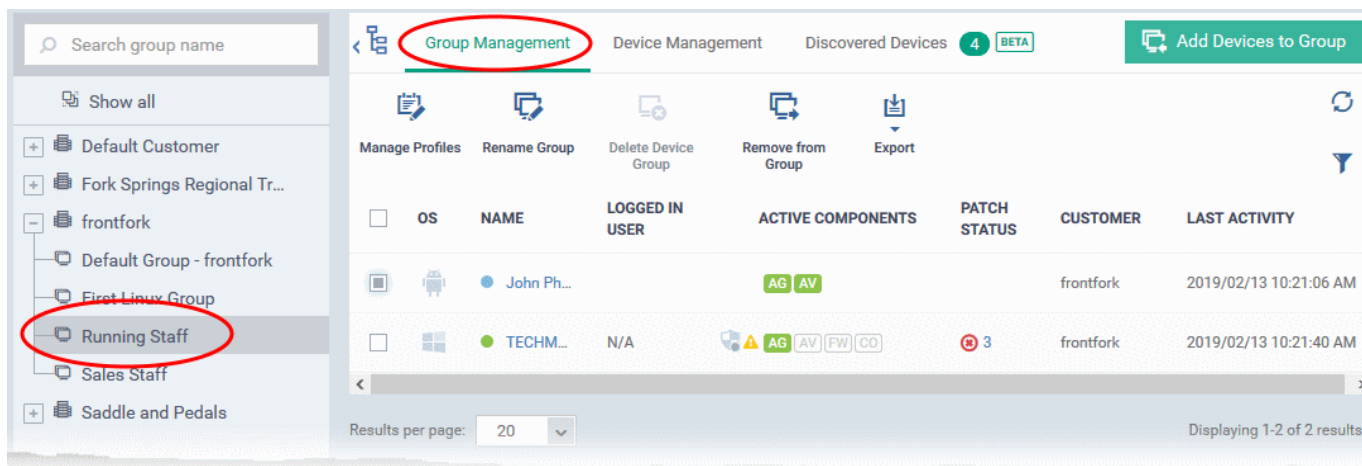 Search group name
Group Management Device Management Discovered Devices 4 BETA Add Devices to Group
Show all
Manage Profiles Rename Group Delete Device Group Remove from Group Export
Default Customer
Fork Springs Regional Tr...
frontfork
Default Group - frontfork
First Linux Group
Running Staff
Sales Staff
Saddle and Pedals
OS NAME LOGGED IN USER ACTIVE COMPONENTS PATCH STATUS CUSTOMER LAST ACTIVITY
John Ph... AG AV frontfork 2019/02/13 10:21:06 AM
TECHM... N/A AG AV FW CO 3 frontfork 2019/02/13 10:21:40 AM
Results per page: 20 Displaying 1-2 of 2 results